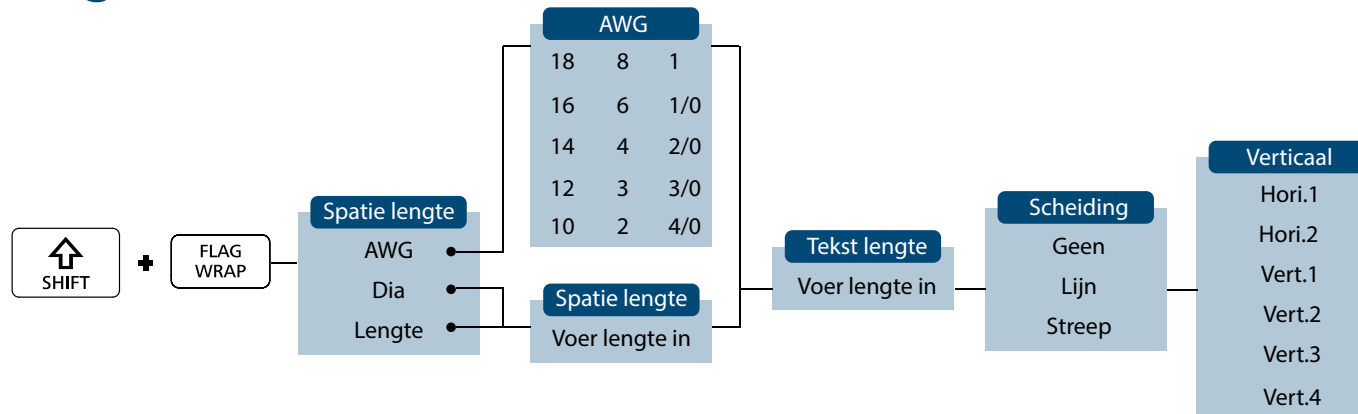 SHIFT
+
FLAG
WRAP
Spatie lengte
AWG
Dia
Lengte
AWG
18 8 1
16 6 1/0
14 4 2/0
12 3 3/0
10 2 4/0
Spatie lengte
Voer lengte in
Tekst lengte
Voer lengte in
Scheiding
Geen
Lijn
Streep
Verticaal
Hori.1
Hori.2
Vert.1
Vert.2
Vert.3
Vert.4